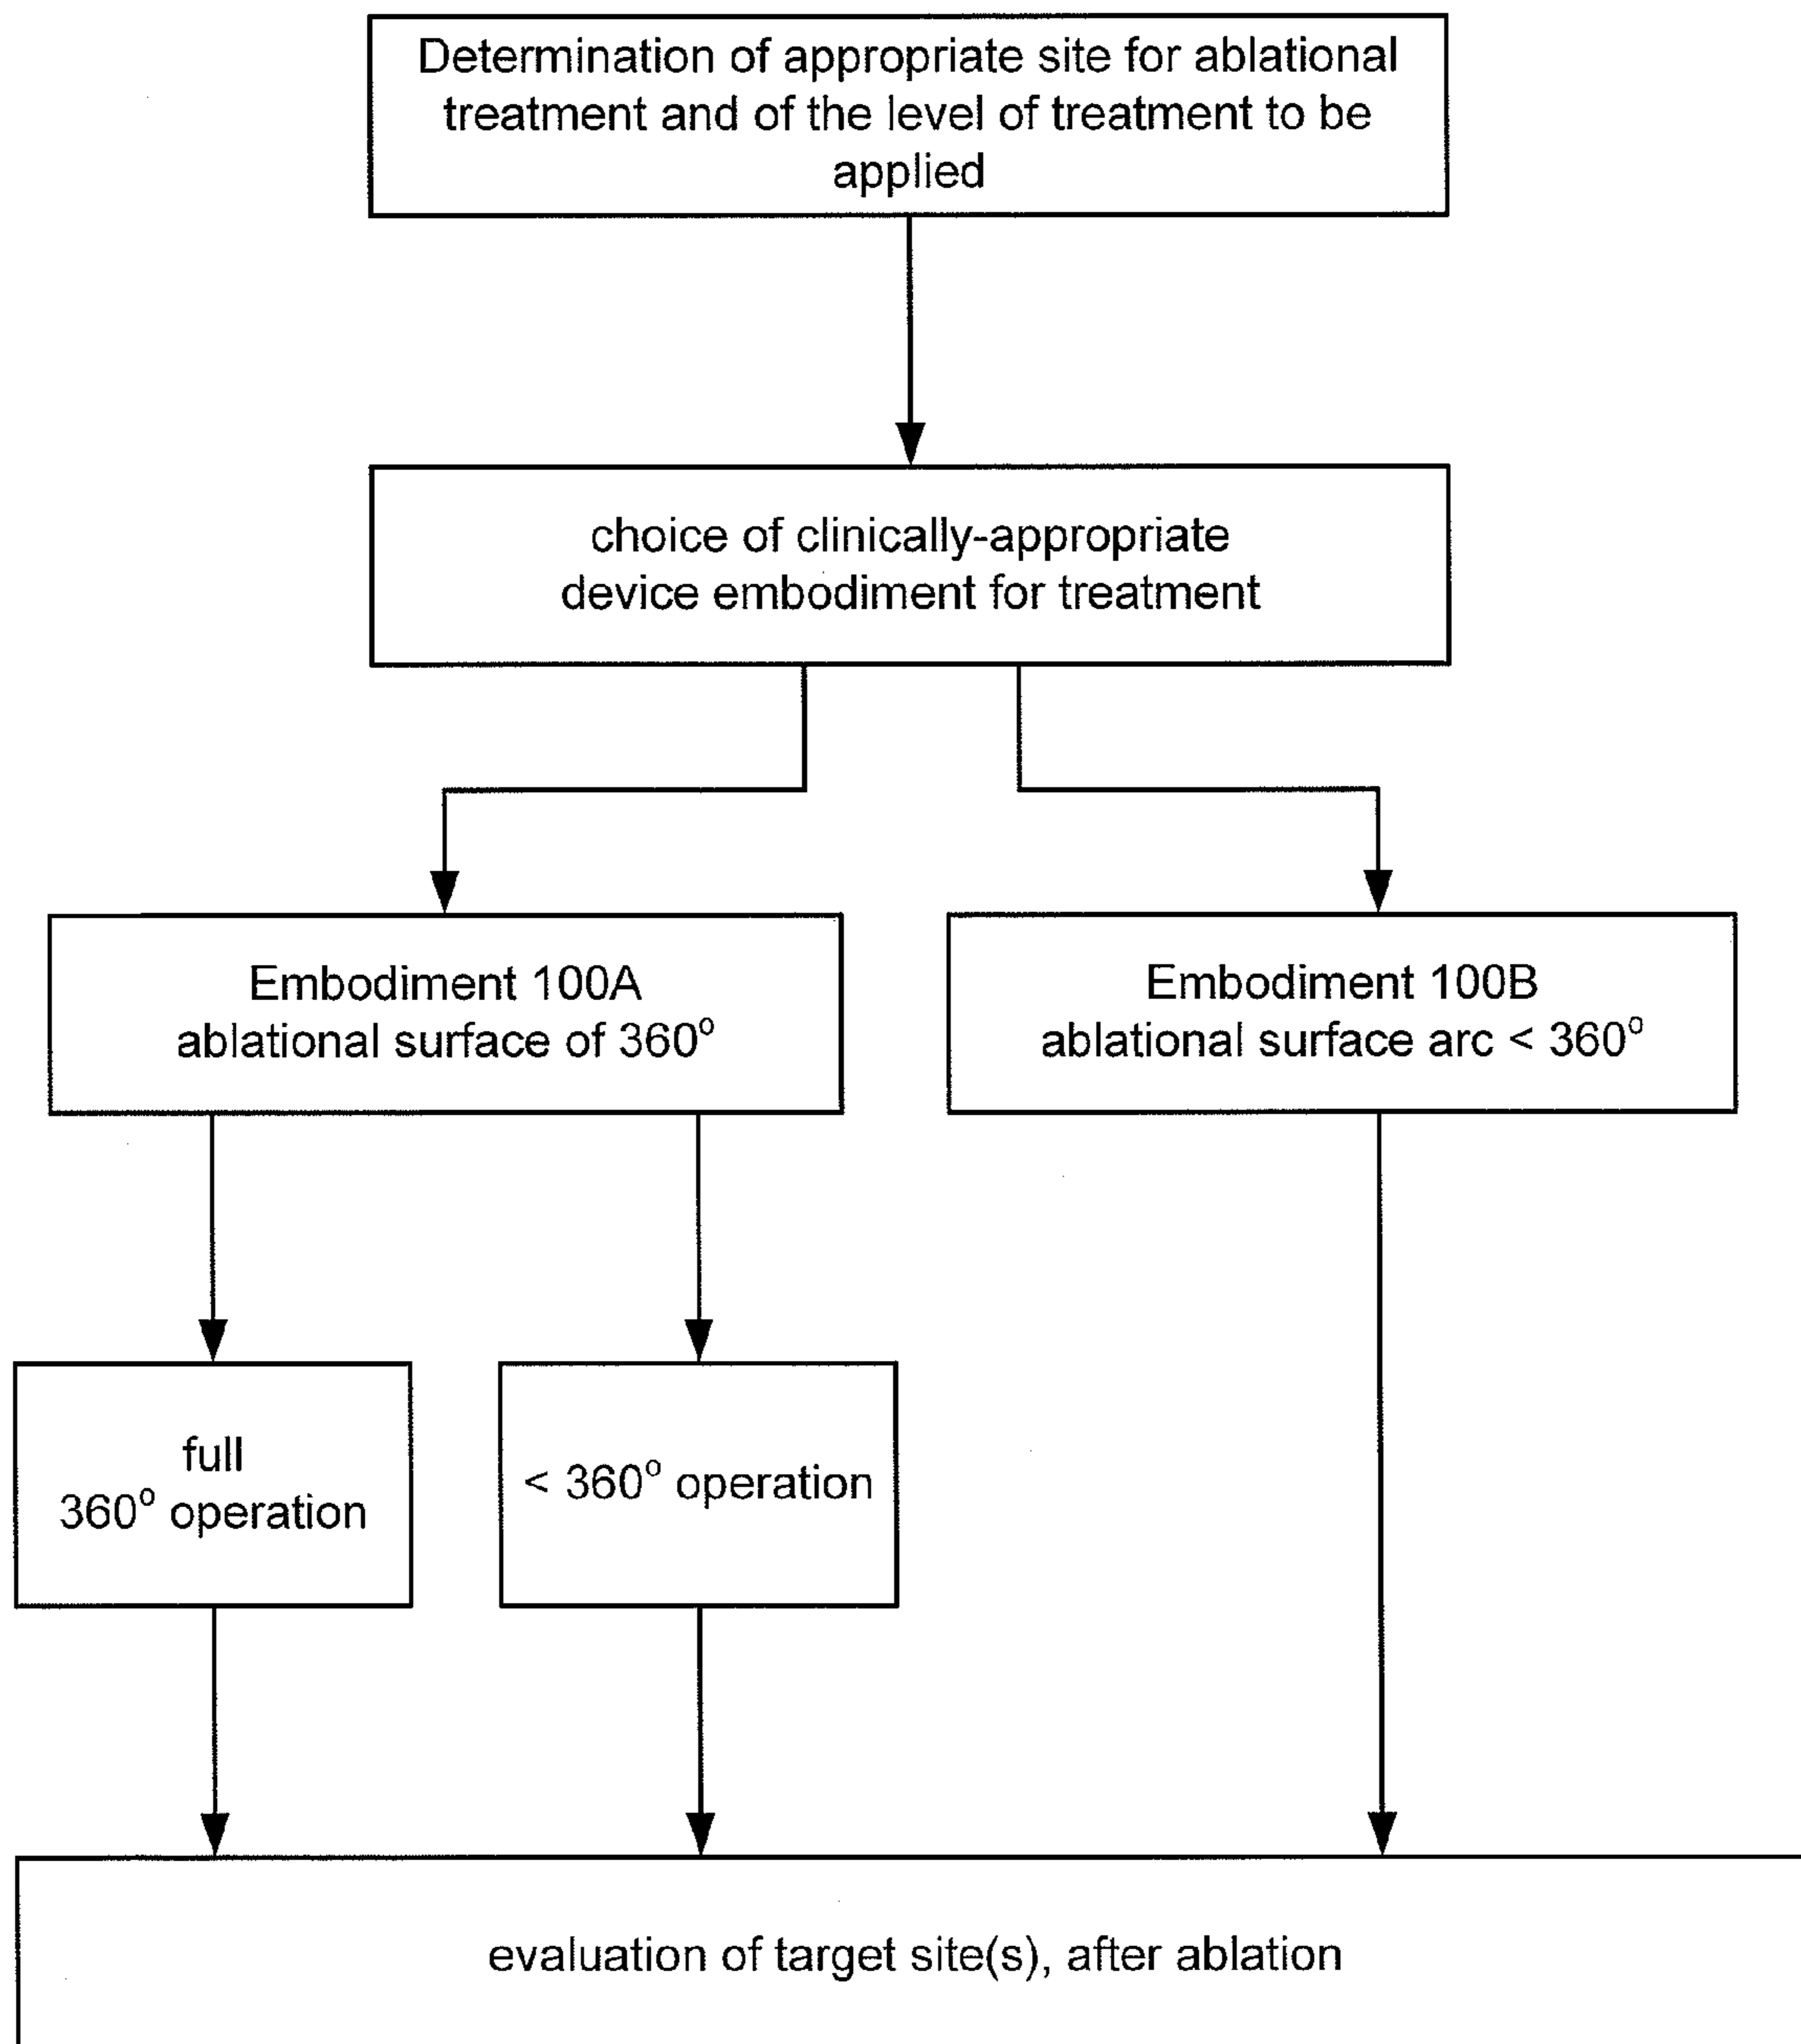 Determination of appropriate site for ablational
treatment and of the level of treatment to be
applied
choice of clinically-appropriate
device embodiment for treatment
Embodiment 100A
ablational surface of 360°
Embodiment 100B
ablational surface arc < 360°
full
360° operation
< 360° operation
evaluation of target site(s), after ablation